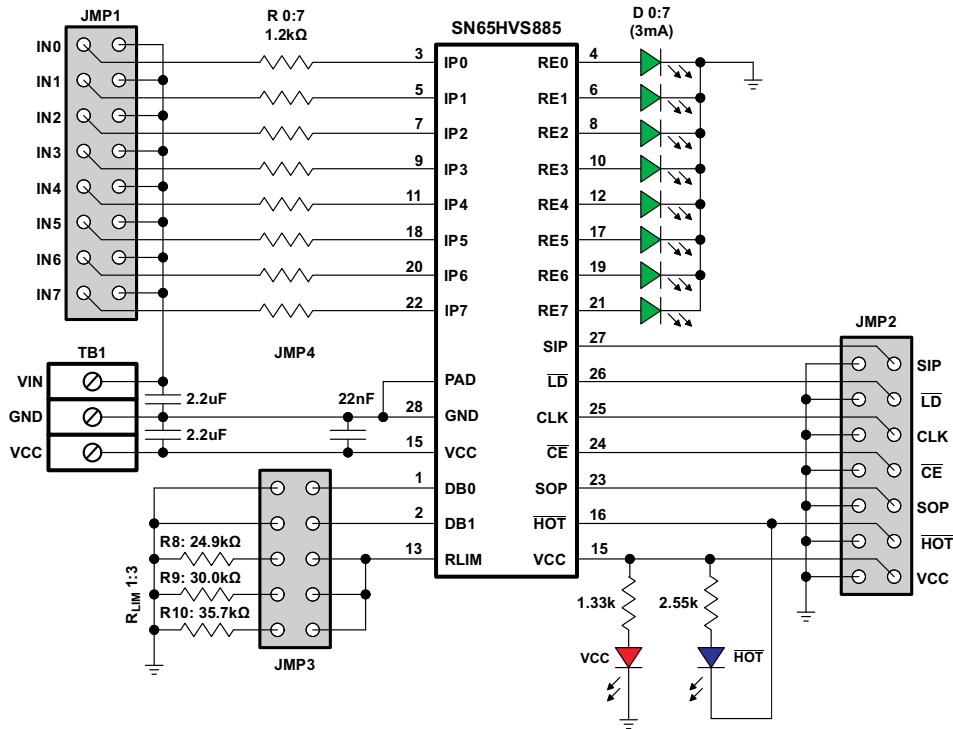 JMP1
R 0:7
1.2kΩ
SN65HVS885
D 0:7
(3mA)
IN0
3
IP0
RE0
4
IN1
5
IP1
RE1
6
IN2
7
IP2
RE2
8
IN3
9
IP3
RE3
10
IN4
11
IP4
RE4
12
IN5
18
IP5
RE5
17
IN6
20
IP6
RE6
19
IN7
22
IP7
RE7
21
JMP2
SIP
27
TB1
JMP4
SIP
VIN
PAD
LD
26
2.2uF
22nF
LD
GND
28
GND
CLK
25
2.2uF
CLK
VCC
15
VCC
CE
24
CE
1
DB0
SOP
23
SOP
2
DB1
HOT
16
R8: 24.9kΩ
13
RLIM
VCC
15
HOT
R9: 30.0kΩ
VCC
RLIM 1:3
R10: 35.7kΩ
1.33k
2.55k
JMP3
VCC
HOT